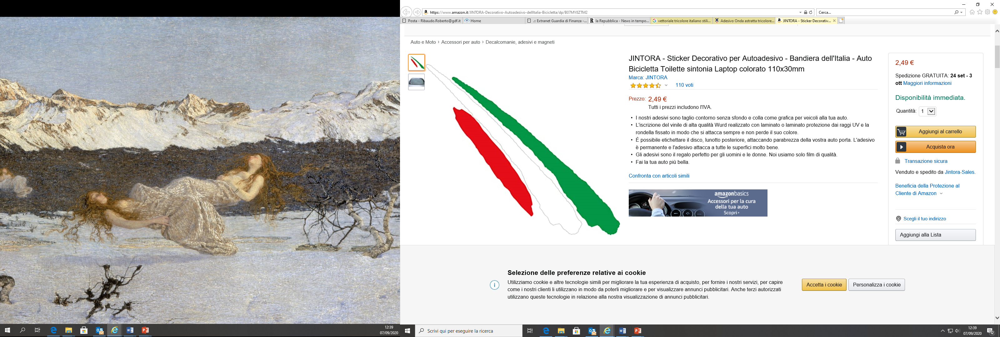 https://www.amazon.it/JINTORA-Decorativo-Autoadesivo-dellItalia-Bicicletta/dp/B07MY8ZTM2
Cerca...
Posta - Ribaudo.Roberto@gdf.it
Home
.:: Extranet Guardia di Finanza -...
la Repubblica - News in tempo...
vettoriale tricolore italiano stili...
Adesivo Onda astratta tricolore...
JINTORA - Sticker Decorativ...
Auto e Moto › Accessori per auto › Decalcomanie, adesivi e magneti
JINTORA - Sticker Decorativo per Autoadesivo - Bandiera dell'Italia - Auto
Bicicletta Toilette sintonia Laptop colorato 110x30mm
Marca: JINTORA
110 voti
Prezzo: 2,49 €
Tutti i prezzi includono l'IVA.
• I nostri adesivi sono taglio contorno senza sfondo e colla come grafica per veicoli alla tua auto.
• L'iscrizione del vinile di alta qualità Wurd realizzato con laminato o laminato protezione dai raggi UV e la
rondella fissato in modo che si attacca sempre e non perde il suo colore.
• È possibile etichettare il disco, lunotto posteriore, attaccando parabrezza della vostra auto porta. L'adesivo
è permanente e l'adesivo attacca a tutte le superfici molto bene.
• Gli adesivi sono il regalo perfetto per gli uomini e le donne. Noi usiamo solo film di qualità.
• Fai la tua auto più bella.
Confronta con articoli simili
amazonbasics
Accessori per la cura
della tua auto
Scopri ›
2,49 €
Spedizione GRATUITA: 24 set - 3
ott Maggiori informazioni
Disponibilità immediata.
Quantità: 1
Aggiungi al carrello
Acquista ora
Transazione sicura
Venduto e spedito da Jintora-Sales.
Beneficia della Protezione al
Cliente di Amazon
Scegli il tuo indirizzo
Aggiungi alla Lista
Selezione delle preferenze relative ai cookie
Utilizziamo cookie e altre tecnologie simili per migliorare la tua esperienza di acquisto, per fornire i nostri servizi, per capire
come i nostri clienti li utilizzano in modo da poterli migliorare e per visualizzare annunci pubblicitari. Anche terzi autorizzati
utilizzano queste tecnologie in relazione alla nostra visualizzazione di annunci pubblicitari.
Accetta i cookie
Personalizza i cookie
12:39
07/09/2020
Scrivi qui per eseguire la ricerca
12:39
07/09/2020
12